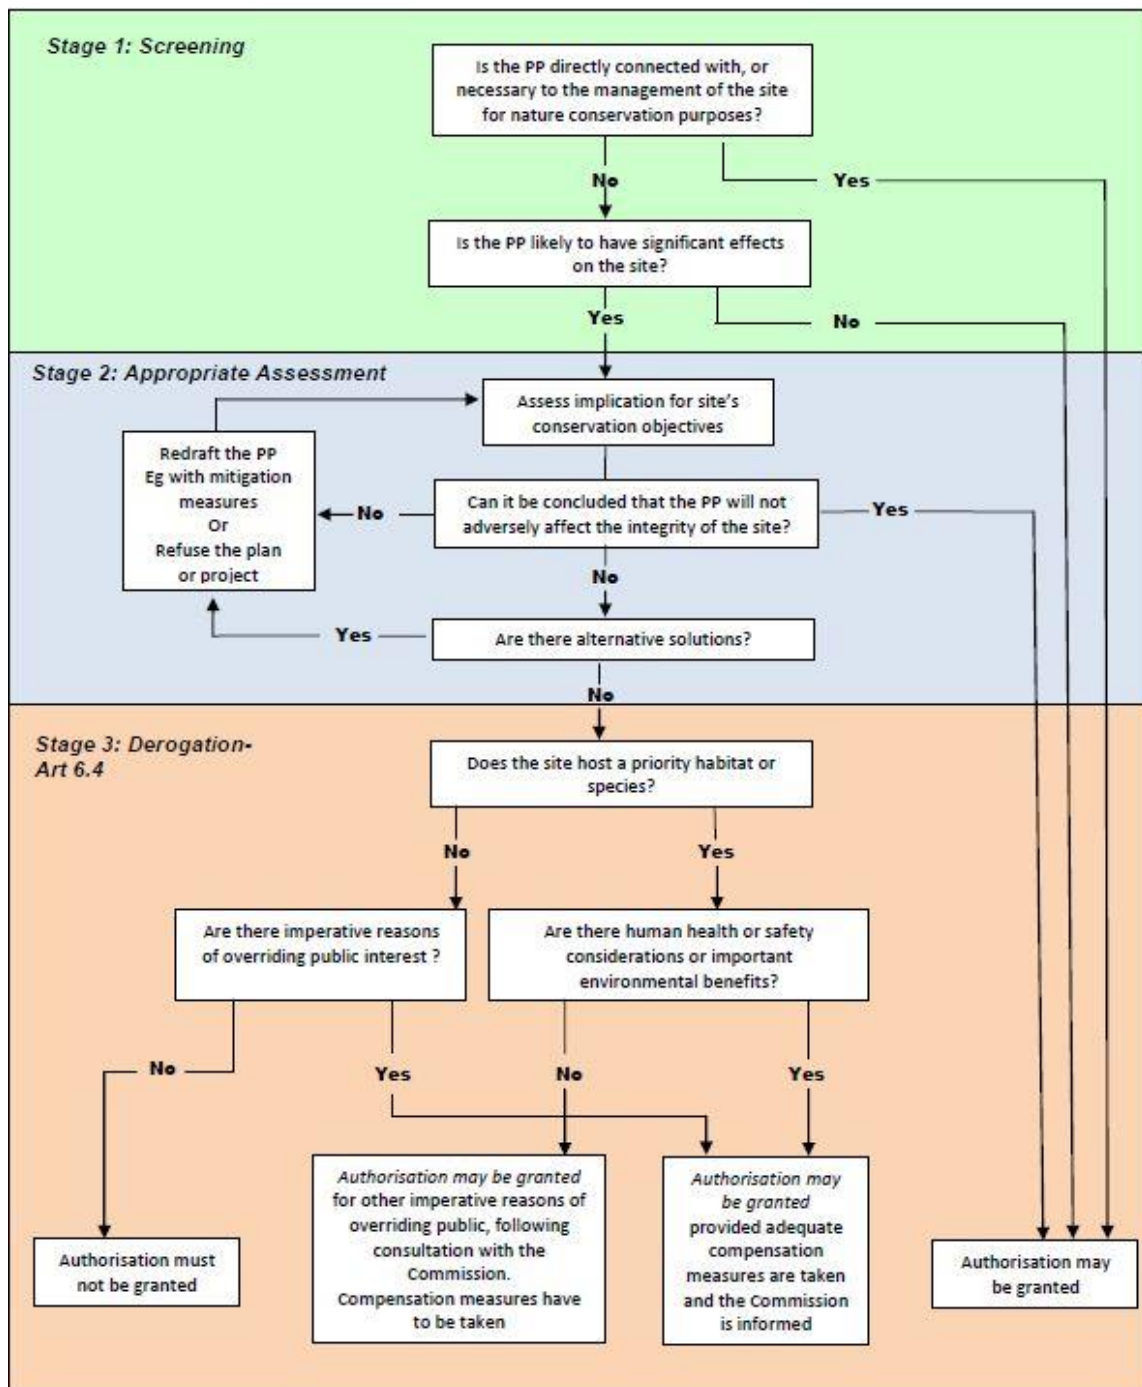 Stage 1: Screening
Is the PP directly connected with, or
necessary to the management of the site
for nature conservation purposes?
No
Yes
Is the PP likely to have significant effects
on the site?
Yes
No
Stage 2: Appropriate Assessment
Assess implication for site's
conservation objectives
Redraft the PP
Eg with mitigation
measures
Or
Refuse the plan
or project
No
Can it be concluded that the PP will not
adversely affect the integrity of the site?
Yes
No
Yes
Are there alternative solutions?
No
Stage 3: Derogation-
Art 6.4
Does the site host a priority habitat or
species?
No
Yes
Are there imperative reasons
of overriding public interest ?
Are there human health or safety
considerations or important
environmental benefits?
No
Yes
No
Yes
Authorisation must
not be granted
Authorisation may be granted
for other imperative reasons of
overriding public, following
consultation with the
Commission.
Compensation measures have
to be taken
Authorisation may
be granted
provided adequate
compensation
measures are taken
and the Commission
is informed
Authorisation may
be granted